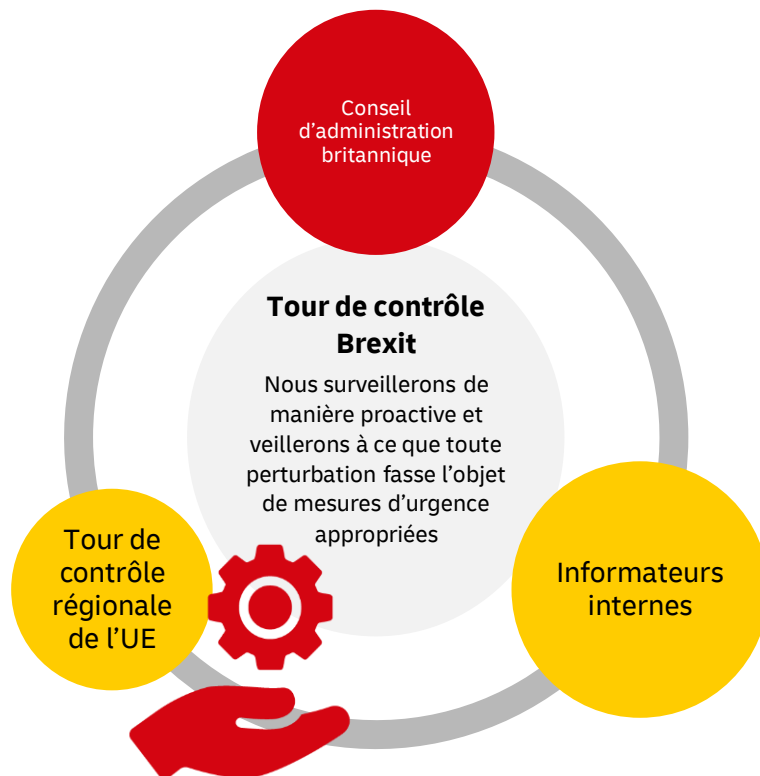 Conseil
d’administration
britannique
Tour de contrôle
Brexit
Nous surveillerons de
manière proactive et
veillerons à ce que toute
perturbation fasse l’objet
de mesures d’urgence
appropriées
Tour de
contrôle
régionale
de l’UE
Informateurs
internes